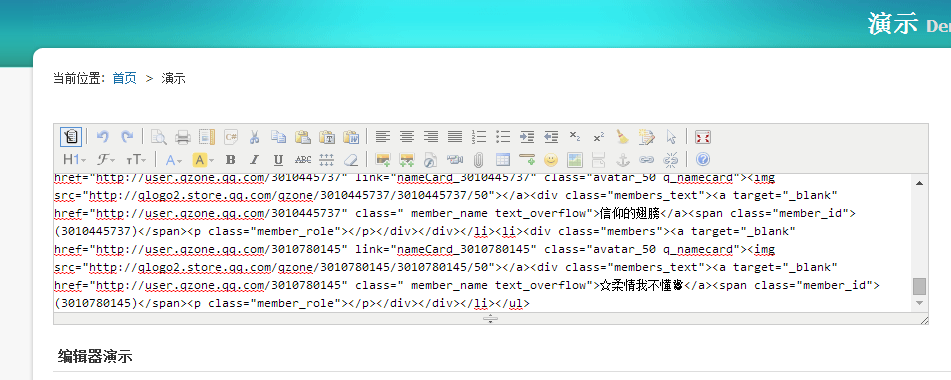 演示 De
当前位置: 首页 > 演示
H1 F тT A A B I U ABC
href="http://user.qzone.qq.com/3010445737" link="nameCard_3010445737" class="avatar_50 q_namecard"><img
src="http://qlogo2.store.qq.com/qzone/3010445737/3010445737/50"></a><div class="members_text"><a target="_blank"
href="http://user.qzone.qq.com/3010445737" class=" member_name text_overflow">信仰的翅膀</a><span class="member_id">
(3010445737)</span><p class="member_role"></p></div></div></li><li><div class="members"><a target="_blank"
href="http://user.qzone.qq.com/3010780145" link="nameCard_3010780145" class="avatar_50 q_namecard"><img
src="http://qlogo2.store.qq.com/qzone/3010780145/3010780145/50"></a><div class="members_text"><a target="_blank"
href="http://user.qzone.qq.com/3010780145" class=" member_name text_overflow">☆柔情我不懂</a><span class="member_id">
(3010780145)</span><p class="member_role"></p></div></div></li></ul>
编辑器演示